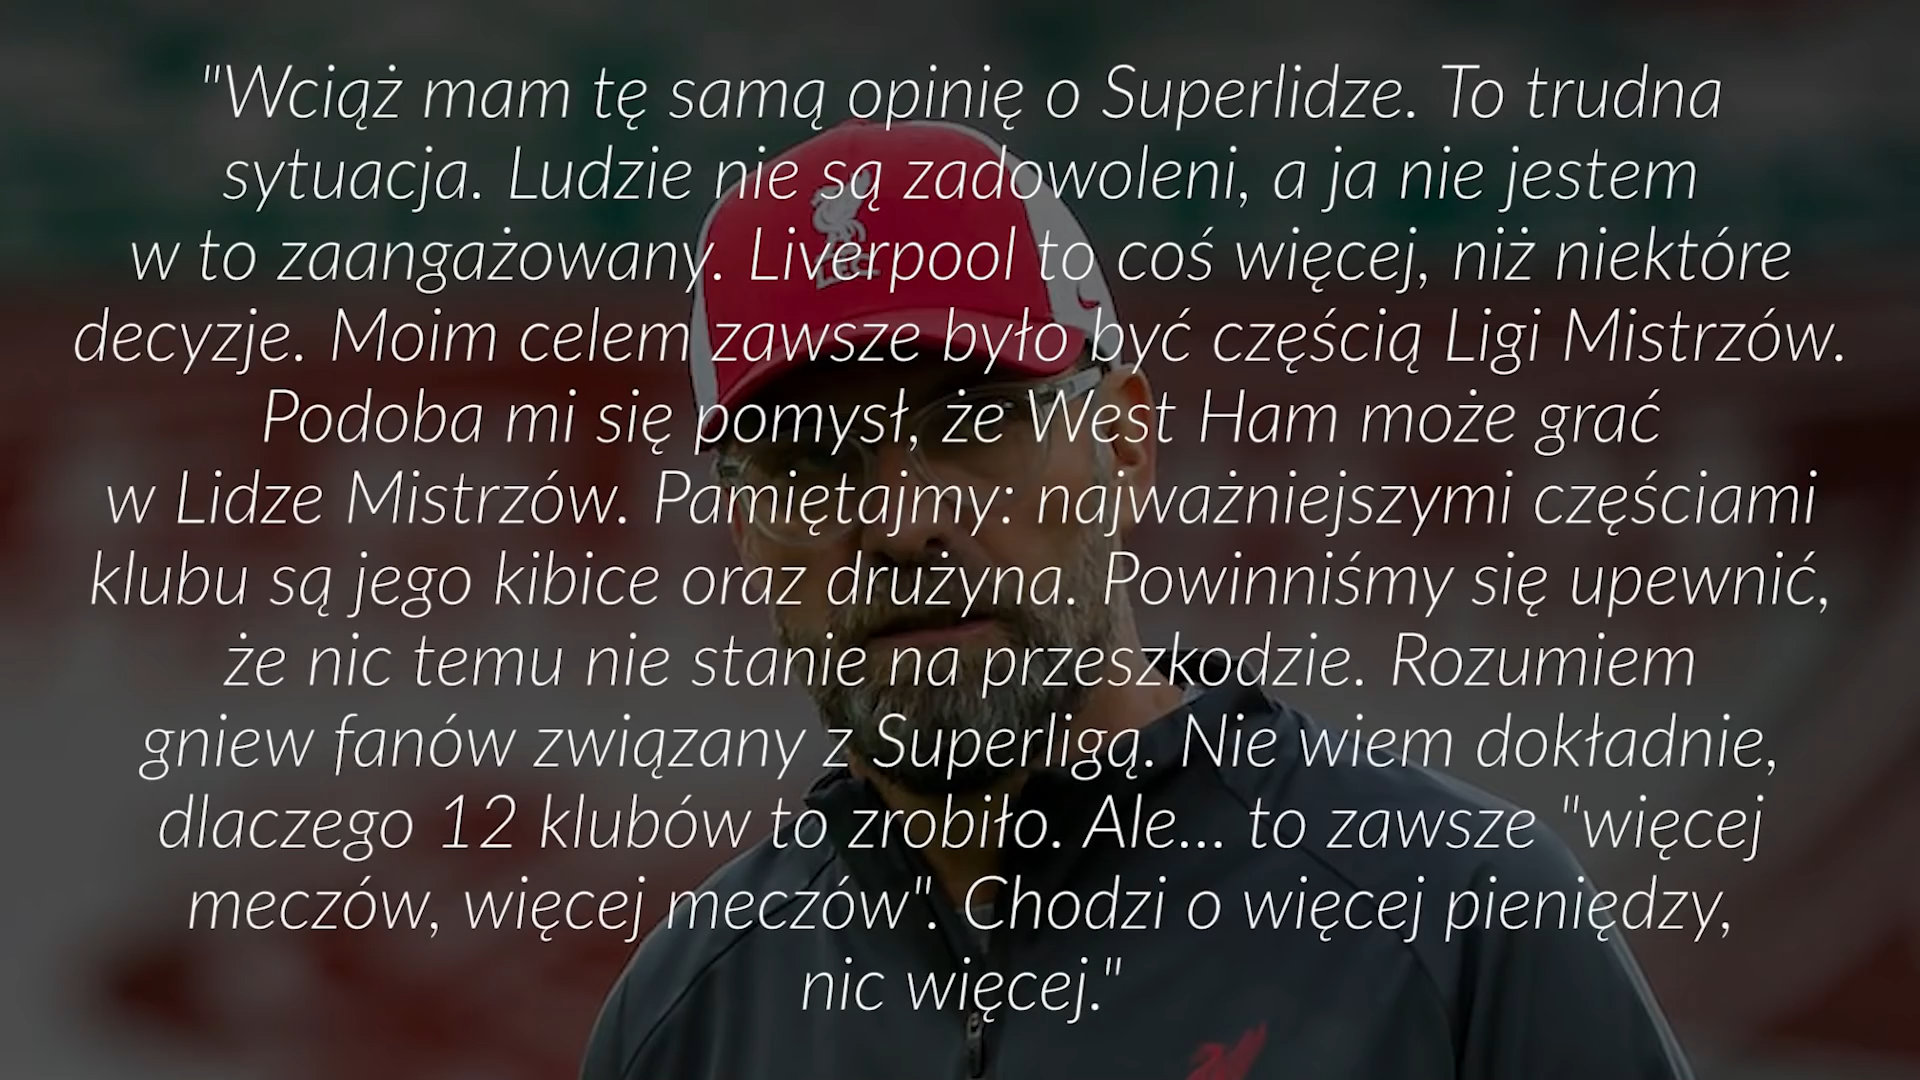 "Wciąż mam tę samą opinię o Superlidze. To trudna
sytuacja. Ludzie nie są zadowoleni, a ja nie jestem
w to zaangażowany. Liverpool to coś więcej, niż niektóre
decyzje. Moim celem zawsze było być częścią Ligi Mistrzów.
Podoba mi się pomysł, że West Ham może grać
w Lidze Mistrzów. Pamiętajmy: najważniejszymi częściami
klubu są jego kibice oraz drużyna. Powinniśmy się upewnić,
że nic temu nie stanie na przeszkodzie. Rozumiem
gniew fanów związany z Superligą. Nie wiem dokładnie,
dlaczego 12 klubów to zrobiło. Ale... to zawsze "więcej
meczów, więcej meczów". Chodzi o więcej pieniędzy,
nic więcej."
L.F.C.